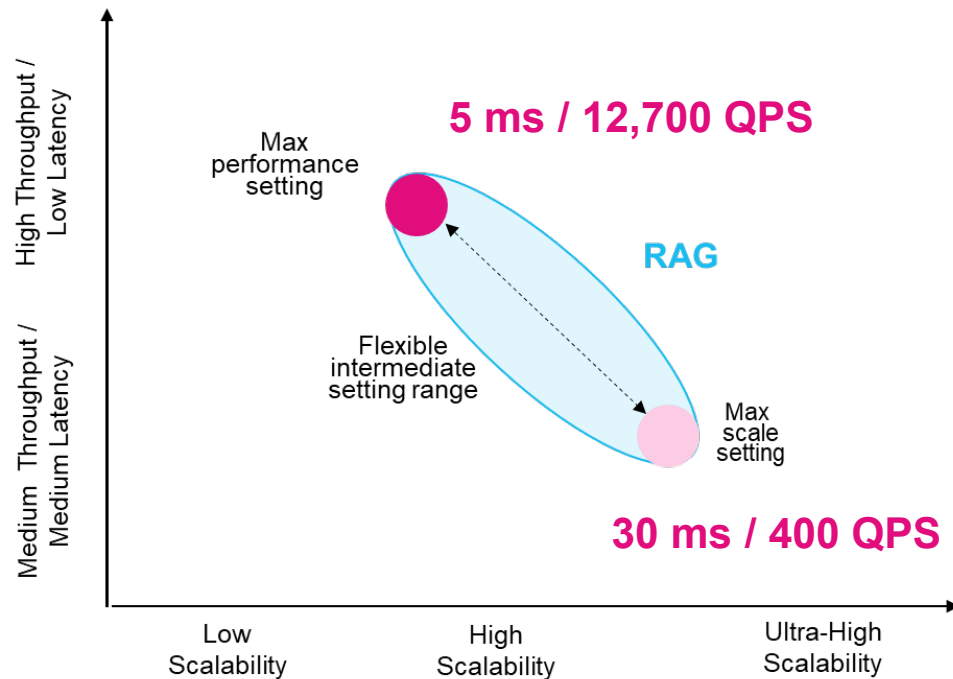 High Throughput /
Low Latency
Medium Throughput /
Medium Latency
5 ms / 12,700 QPS
Max
performance
setting
RAG
Flexible
intermediate
setting range
Max
scale
setting
30 ms / 400 QPS
Low
Scalability
High
Scalability
Ultra-High
Scalability